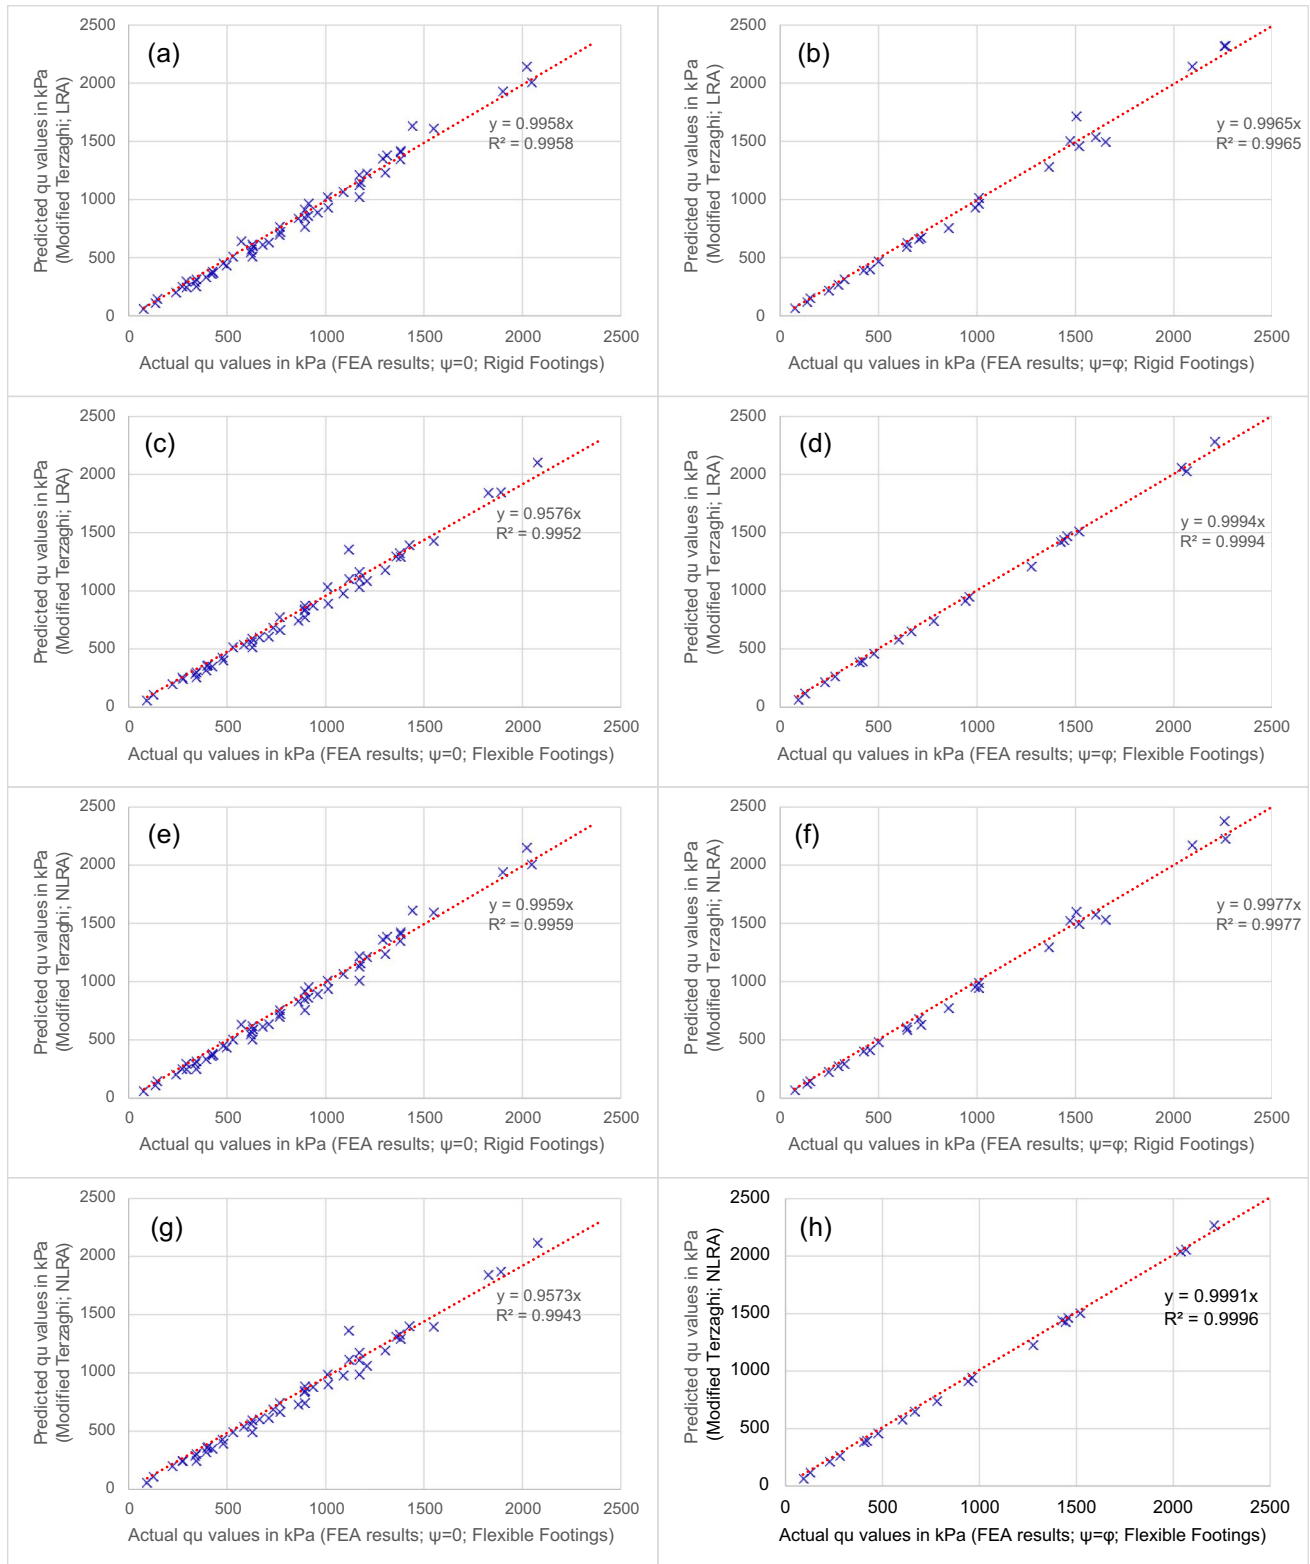 (a)
2500
2000
1500
1000
500
0
Predicted qu values in kPa
(Modified Terzaghi; LRA)
y = 0.9958x
R² = 0.9958
0 500 1000 1500 2000 2500
Actual qu values in kPa (FEA results; ψ=0; Rigid Footings)
(b)
2500
2000
1500
1000
500
0
Predicted qu values in kPa
(Modified Terzaghi; LRA)
y = 0.9965x
R² = 0.9965
0 500 1000 1500 2000 2500
Actual qu values in kPa (FEA results; ψ=φ; Rigid Footings)
(c)
2500
2000
1500
1000
500
0
Predicted qu values in kPa
(Modified Terzaghi; LRA)
y = 0.9576x
R² = 0.9952
0 500 1000 1500 2000 2500
Actual qu values in kPa (FEA results; ψ=0; Flexible Footings)
(d)
2500
2000
1500
1000
500
0
Predicted qu values in kPa
(Modified Terzaghi; LRA)
y = 0.9994x
R² = 0.9994
0 500 1000 1500 2000 2500
Actual qu values in kPa (FEA results; ψ=φ; Flexible Footings)
(e)
2500
2000
1500
1000
500
0
Predicted qu values in kPa
(Modified Terzaghi; NLRA)
y = 0.9959x
R² = 0.9959
0 500 1000 1500 2000 2500
Actual qu values in kPa (FEA results; ψ=0; Rigid Footings)
(f)
2500
2000
1500
1000
500
0
Predicted qu values in kPa
(Modified Terzaghi; NLRA)
y = 0.9977x
R² = 0.9977
0 500 1000 1500 2000 2500
Actual qu values in kPa (FEA results; ψ=φ; Rigid Footings)
(g)
2500
2000
1500
1000
500
0
Predicted qu values in kPa
(Modified Terzaghi; NLRA)
y = 0.9573x
R² = 0.9943
0 500 1000 1500 2000 2500
Actual qu values in kPa (FEA results; ψ=0; Flexible Footings)
(h)
2500
2000
1500
1000
500
0
Predicted qu values in kPa
(Modified Terzaghi; NLRA)
y = 0.9991x
R² = 0.9996
0 500 1000 1500 2000 2500
Actual qu values in kPa (FEA results; ψ=φ; Flexible Footings)